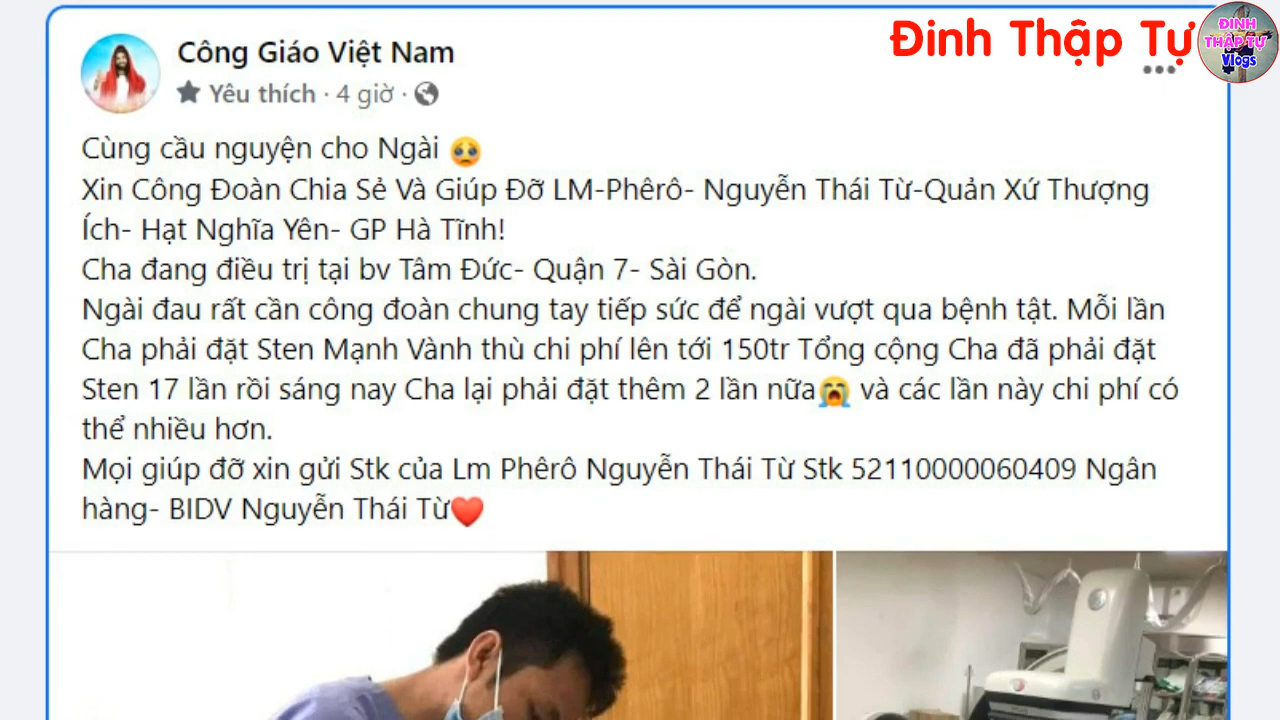 Đinh Thập Tự
ĐINH
THẬP TỰ
Vlogs
Công Giáo Việt Nam
Yêu thích · 4 giờ ·
Cùng cầu nguyện cho Ngài 🥹
Xin Công Đoàn Chia Sẻ Và Giúp Đỡ LM-Phêrô- Nguyễn Thái Từ-Quản Xứ Thượng
Ích- Hạt Nghĩa Yên- GP Hà Tĩnh!
Cha đang điều trị tại bv Tâm Đức- Quận 7- Sài Gòn.
Ngài đau rất cần công đoàn chung tay tiếp sức để ngài vượt qua bệnh tật. Mỗi lần
Cha phải đặt Sten Mạnh Vành thù chi phí lên tới 150tr Tổng cộng Cha đã phải đặt
Sten 17 lần rồi sáng nay Cha lại phải đặt thêm 2 lần nữa😭 và các lần này chi phí có
thể nhiều hơn.
Mọi giúp đỡ xin gửi Stk của Lm Phêrô Nguyễn Thái Từ Stk 52110000060409 Ngân
hàng- BIDV Nguyễn Thái Từ❤️